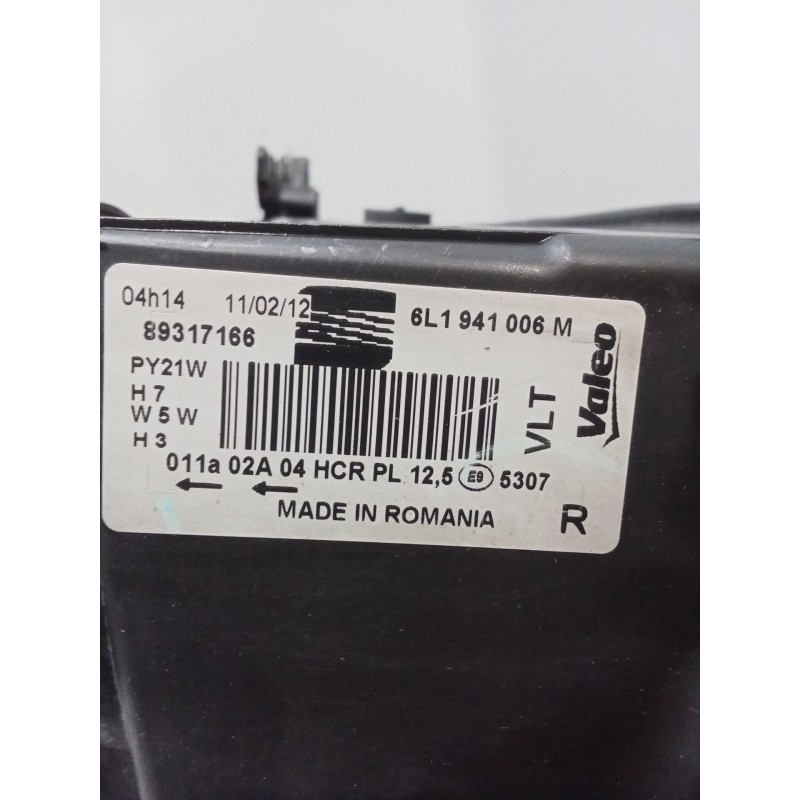 04h14 11/02/12 6L1 941 006 M
89317166
PY21W
H 7
W 5 W
H 3
VLT
Valeo
011a 02A 04 HCR PL 12,5 E9 5307
MADE IN ROMANIA R